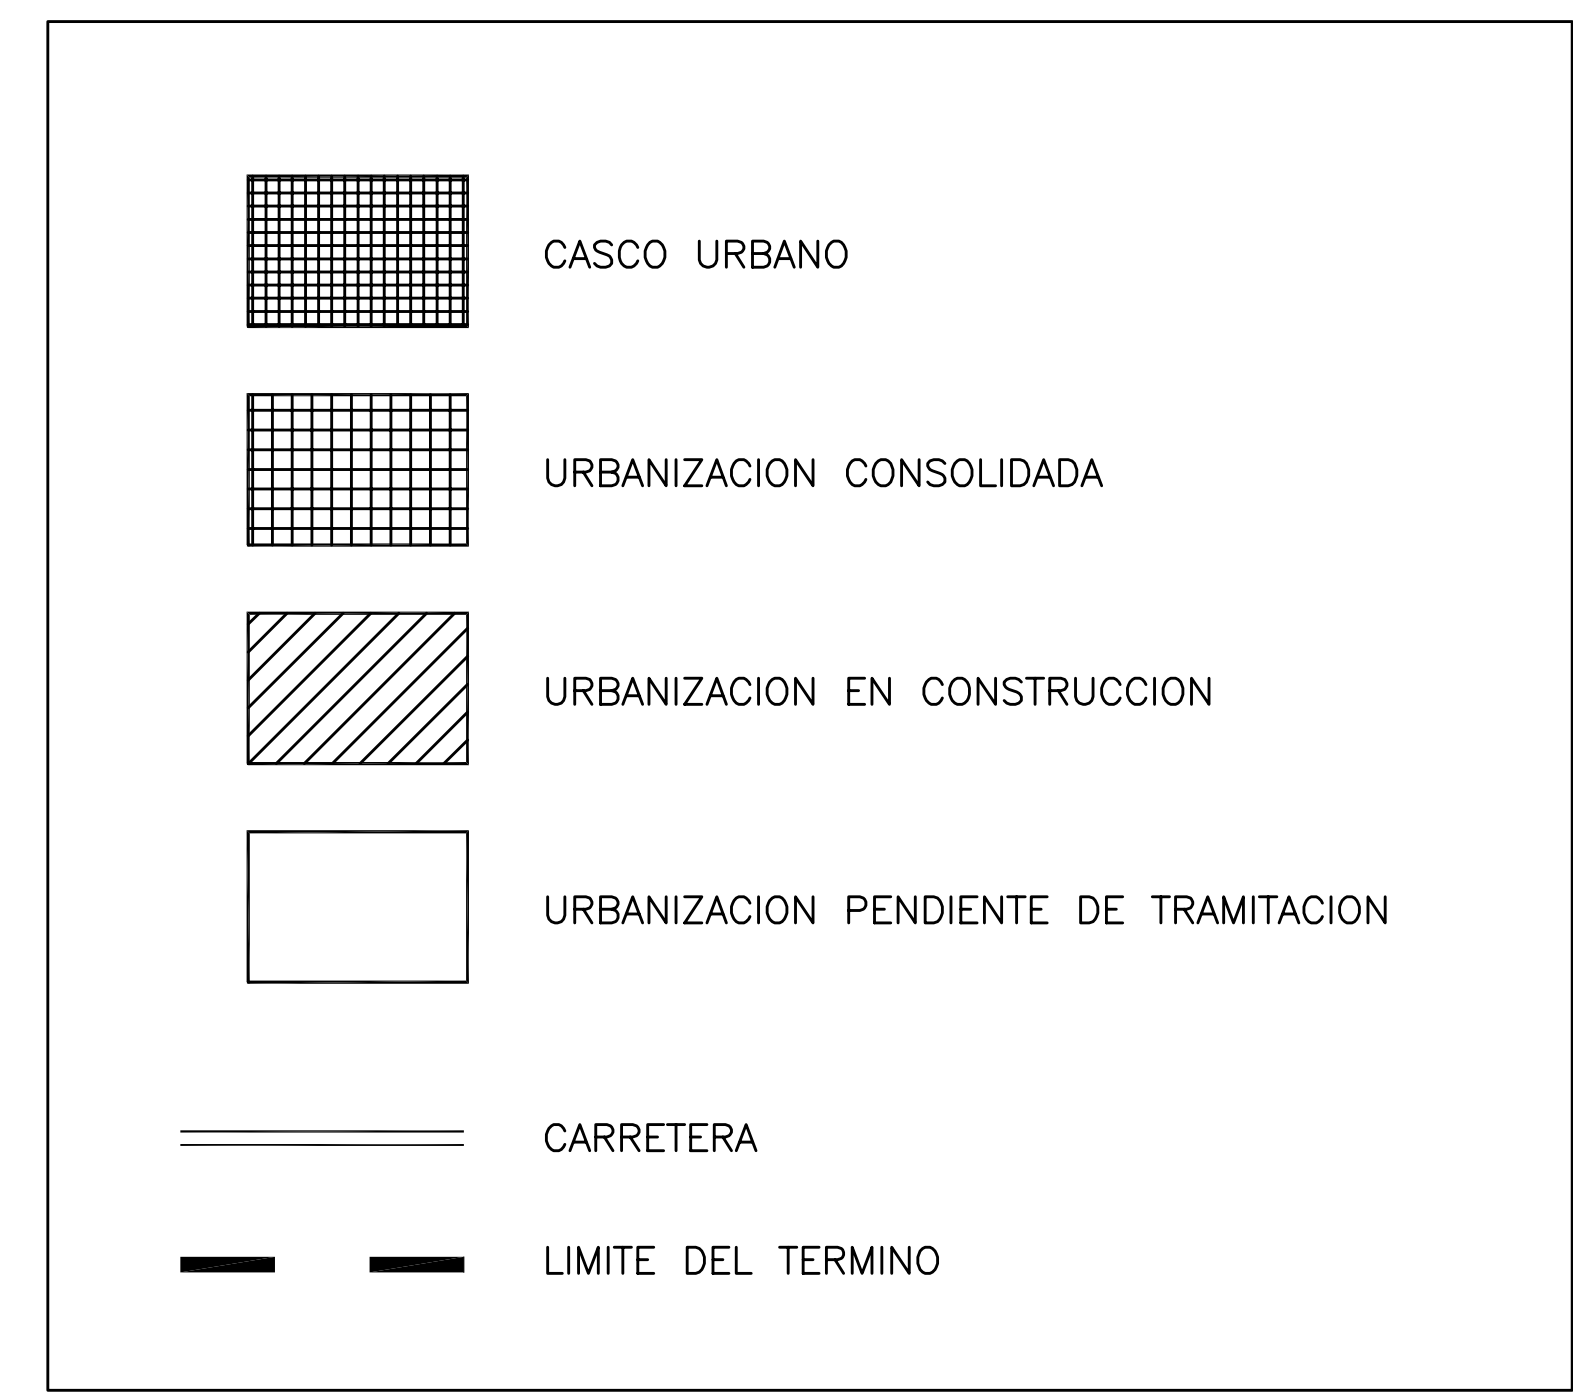 CASCO URBANO
URBANIZACION CONSOLIDADA
URBANIZACION EN CONSTRUCCION
URBANIZACION PENDIENTE DE TRAMITACION
CARRETERA
LIMITE DEL TERMINO